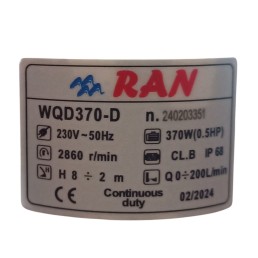 RAN
WQD370-D n. 240203351
230V~50Hz 370W(0.5HP)
2860 r/min CL.B IP 68
H 8÷2 m Q 0÷200L/min
CE Continuous duty 02/2024